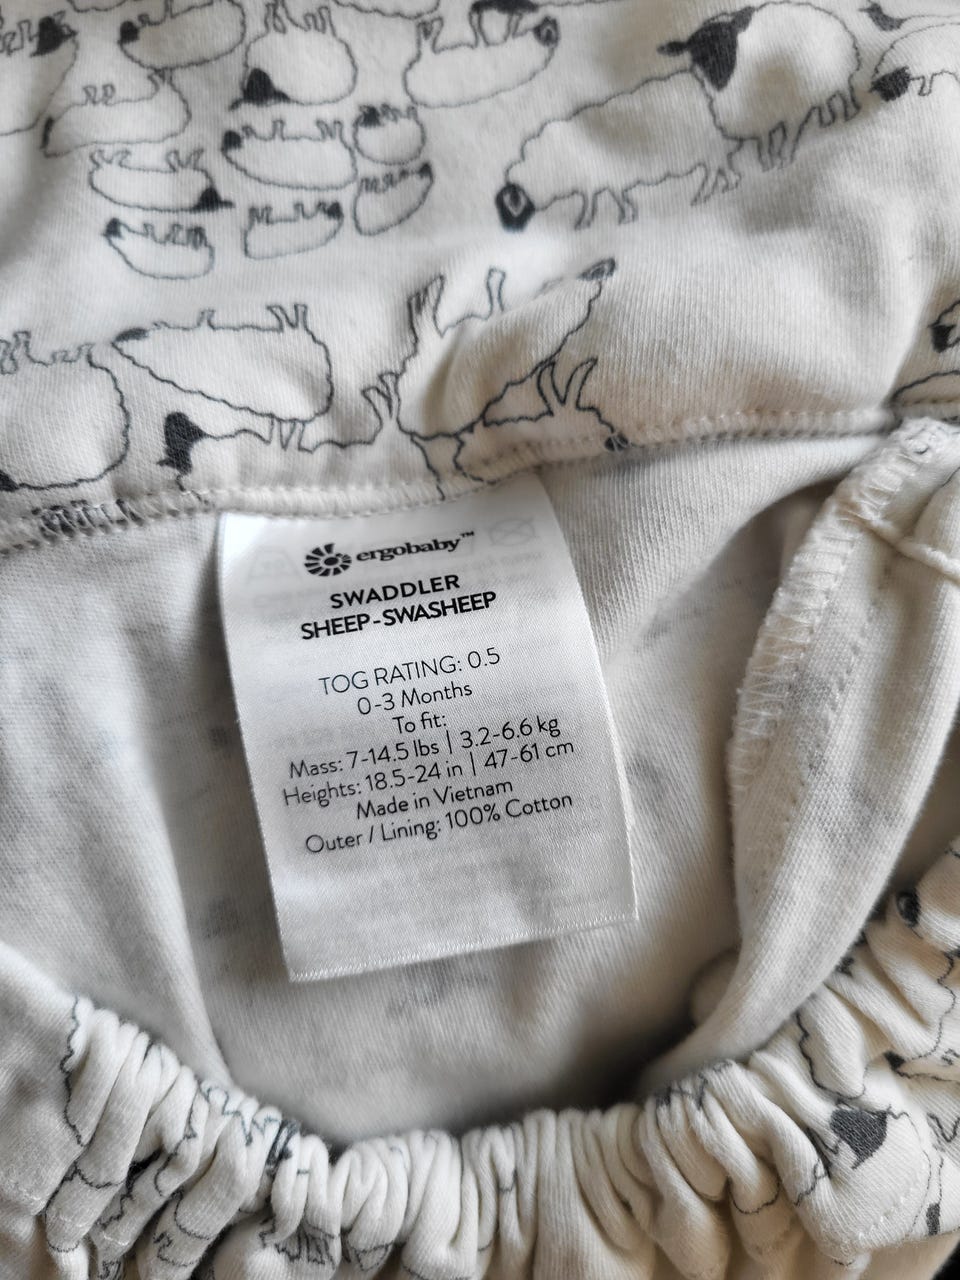 ergobaby™
SWADDLER
SHEEP-SWASHEEP
TOG RATING: 0.5
0-3 Months
To fit:
Mass: 7-14.5 lbs | 3.2-6.6 kg
Heights: 18.5-24 in | 47-61 cm
Made in Vietnam
Outer / Lining: 100% Cotton